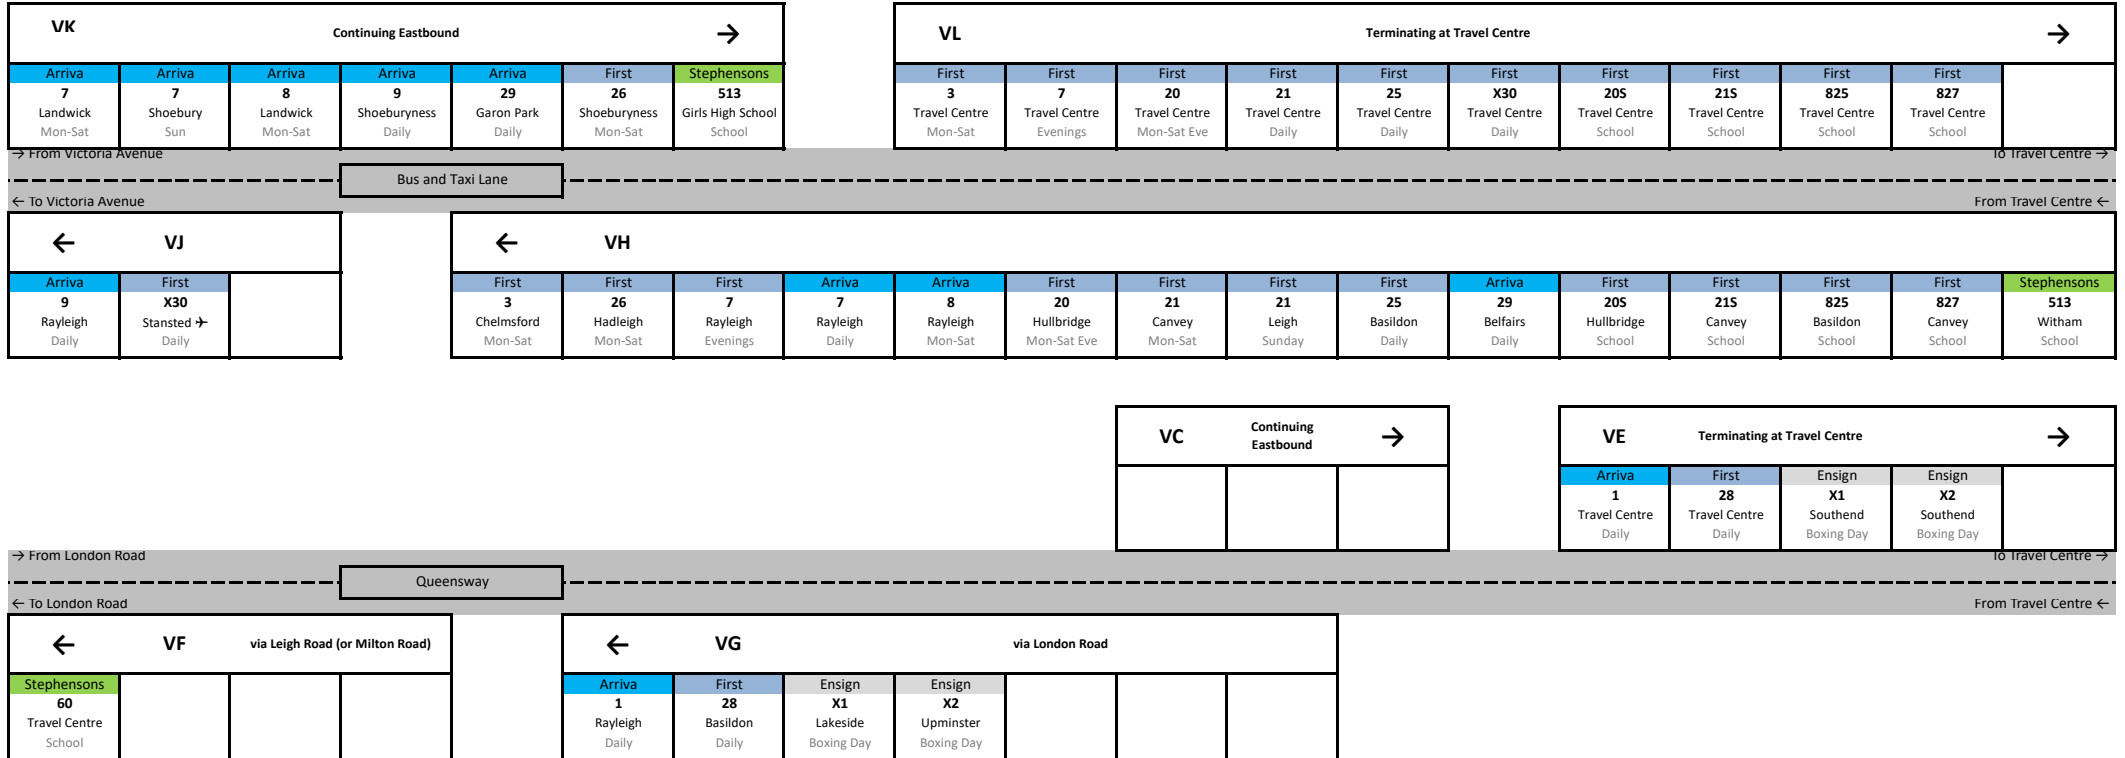 VK Continuing Eastbound →
Arriva Arriva Arriva Arriva Arriva First Stephensons
7 7 8 9 29 26 513
Landwick Shoebury Landwick Shoeburyness Garon Park Shoeburyness Girls High School
Mon-Sat Sun Mon-Sat Daily Daily Mon-Sat School
VL Terminating at Travel Centre →
First First First First First First First First First First
3 7 20 21 25 X30 20S 21S 825 827
Travel Centre Travel Centre Travel Centre Travel Centre Travel Centre Travel Centre Travel Centre Travel Centre Travel Centre Travel Centre
Mon-Sat Evenings Mon-Sat Eve Daily Daily Daily School School School School
→ From Victoria Avenue To Travel Centre →
Bus and Taxi Lane
← To Victoria Avenue From Travel Centre ←
← VJ
Arriva First
9 X30
Rayleigh Stansted ✈
Daily Daily
← VH
First First First Arriva Arriva First First First First Arriva First First First First Stephensons
3 26 7 7 8 20 21 21 25 29 20S 21S 825 827 513
Chelmsford Hadleigh Rayleigh Rayleigh Rayleigh Hullbridge Canvey Leigh Basildon Belfairs Hullbridge Canvey Basildon Canvey Witham
Mon-Sat Mon-Sat Evenings Daily Mon-Sat Mon-Sat Eve Mon-Sat Sunday Daily Daily School School School School School
VC Continuing
Eastbound →
VE Terminating at Travel Centre →
Arriva First Ensign Ensign
1 28 X1 X2
Travel Centre Travel Centre Southend Southend
Daily Daily Boxing Day Boxing Day
→ From London Road To Travel Centre →
Queensway
← To London Road From Travel Centre ←
← VF via Leigh Road (or Milton Road)
Stephensons
60
Travel Centre
School
← VG via London Road
Arriva First Ensign Ensign
1 28 X1 X2
Rayleigh Basildon Lakeside Upminster
Daily Daily Boxing Day Boxing Day